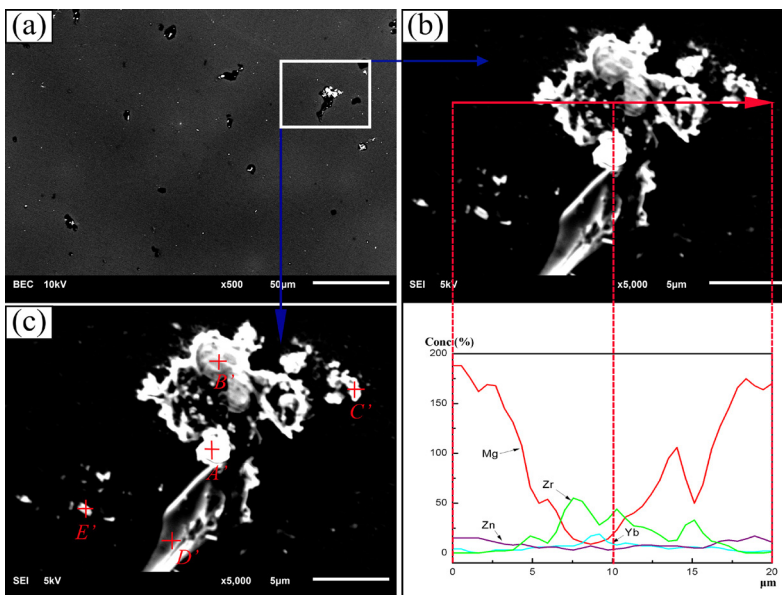 (a)
BEC 10kV x500 50μm
(b)
SEI 5kV x5,000 5μm
(c)
B'
C'
A'
E'
D'
SEI 5kV x5,000 5μm
Conc (%)
200
150
100
50
0
Mg
Zr
Zn
Yb
0 5 10 15 20
μm